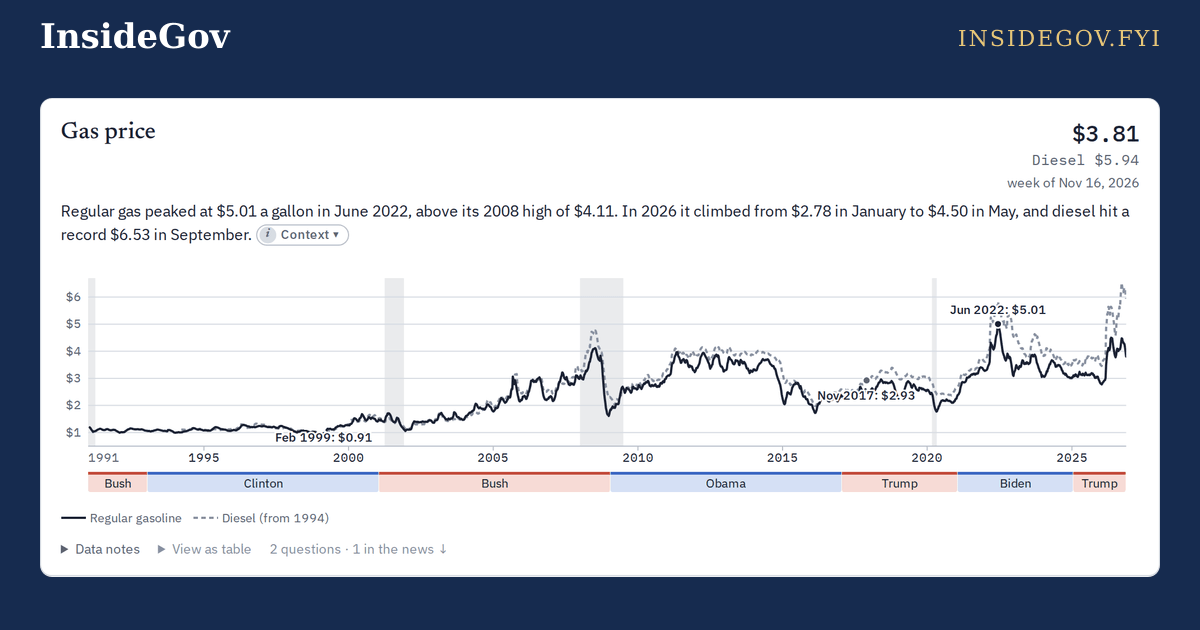 InsideGov
INSIDEGOV.FYI
Gas price
$3.81
Diesel $5.94
week of Nov 16, 2026
Regular gas peaked at $5.01 a gallon in June 2022, above its 2008 high of $4.11. In 2026 it climbed from $2.78 in January to $4.50 in May, and diesel hit a
record $6.53 in September. i Context ▾
$6
$5
$4
$3
$2
$1
Jun 2022: $5.01
Nov 2017: $2.93
Feb 1999: $0.91
1991 1995 2000 2005 2010 2015 2020 2025
Bush Clinton Bush Obama Trump Biden Trump
Regular gasoline Diesel (from 1994)
▶ Data notes ▶ View as table 2 questions · 1 in the news ↓